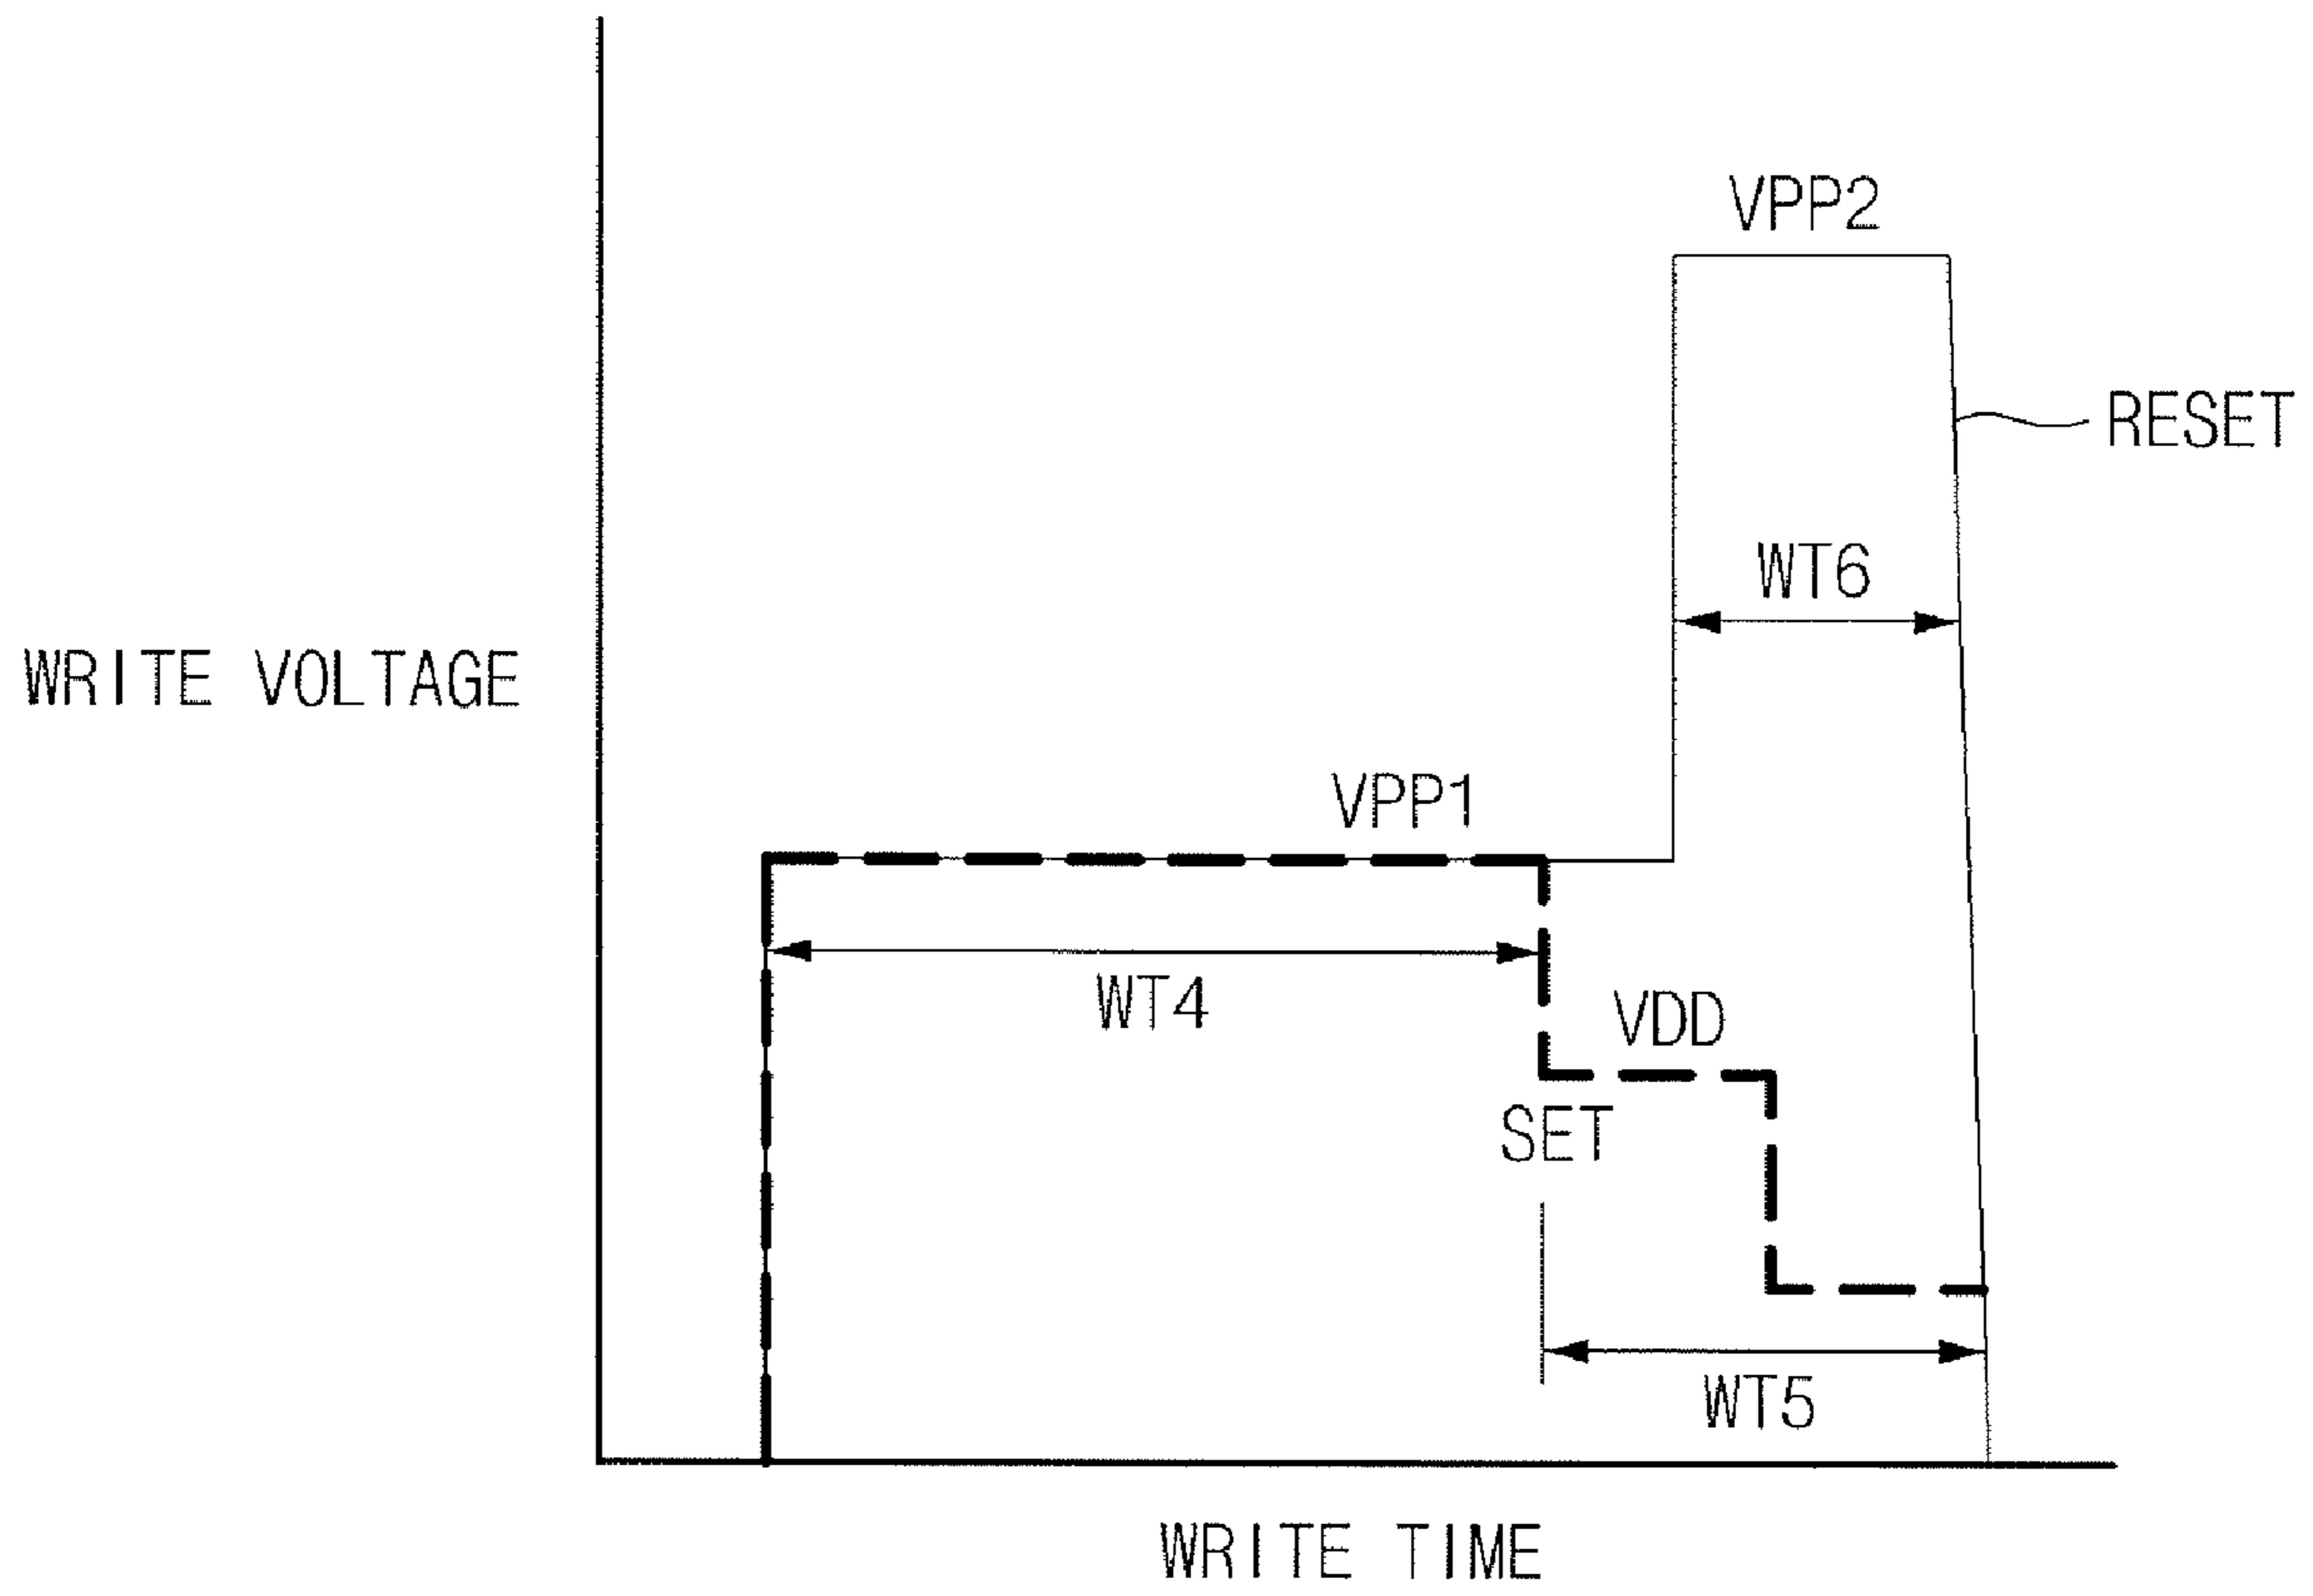 VPP2
RESET
WT6
WRITE VOLTAGE
VPP1
WT4
VDD
SET
WT5
WRITE TIME